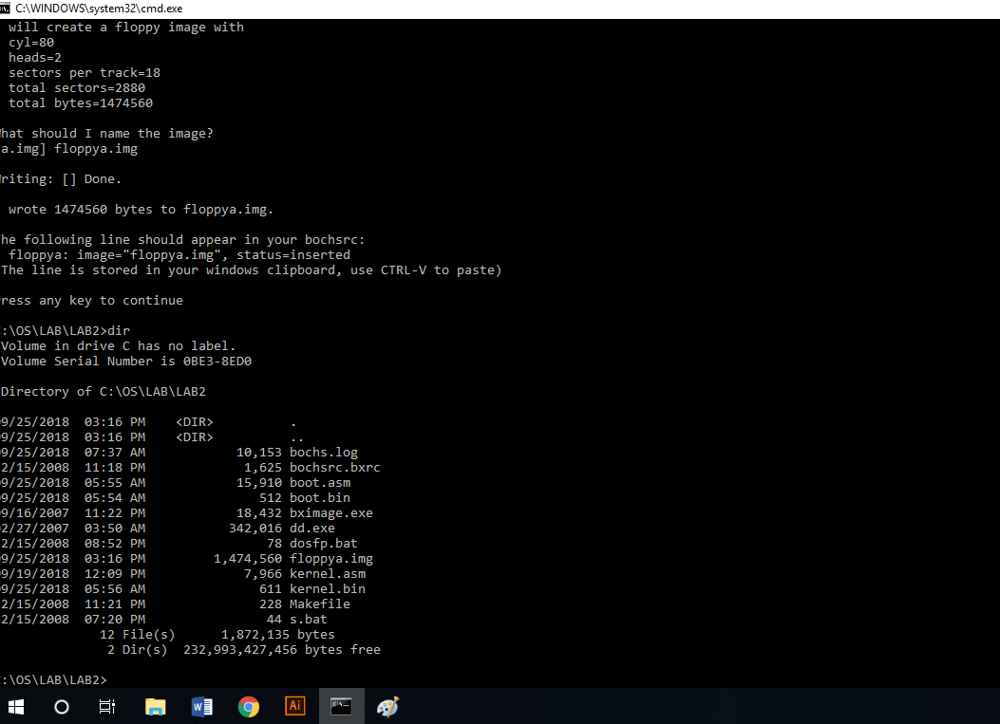 C:\WINDOWS\system32\cmd.exe
will create a floppy image with
cyl=80
heads=2
sectors per track=18
total sectors=2880
total bytes=1474560
hat should I name the image?
a.img] floppya.img
riting: [] Done.
wrote 1474560 bytes to floppya.img.
he following line should appear in your bochsrc:
floppya: image="floppya.img", status=inserted
The line is stored in your windows clipboard, use CTRL-V to paste)
ress any key to continue
:\OS\LAB\LAB2>dir
Volume in drive C has no label.
Volume Serial Number is 0BE3-8ED0
Directory of C:\OS\LAB\LAB2
9/25/2018 03:16 PM <DIR> .
9/25/2018 03:16 PM <DIR> ..
9/25/2018 07:37 AM 10,153 bochs.log
2/15/2008 11:18 PM 1,625 bochsrc.bxrc
9/25/2018 05:55 AM 15,910 boot.asm
9/25/2018 05:54 AM 512 boot.bin
9/16/2007 11:22 PM 18,432 bximage.exe
2/27/2007 03:50 AM 342,016 dd.exe
2/15/2008 08:52 PM 78 dosfp.bat
9/25/2018 03:16 PM 1,474,560 floppya.img
9/19/2018 12:09 PM 7,966 kernel.asm
9/25/2018 05:56 AM 611 kernel.bin
2/15/2008 11:21 PM 228 Makefile
2/15/2008 07:20 PM 44 s.bat
12 File(s) 1,872,135 bytes
2 Dir(s) 232,993,427,456 bytes free
:\OS\LAB\LAB2>
Ai